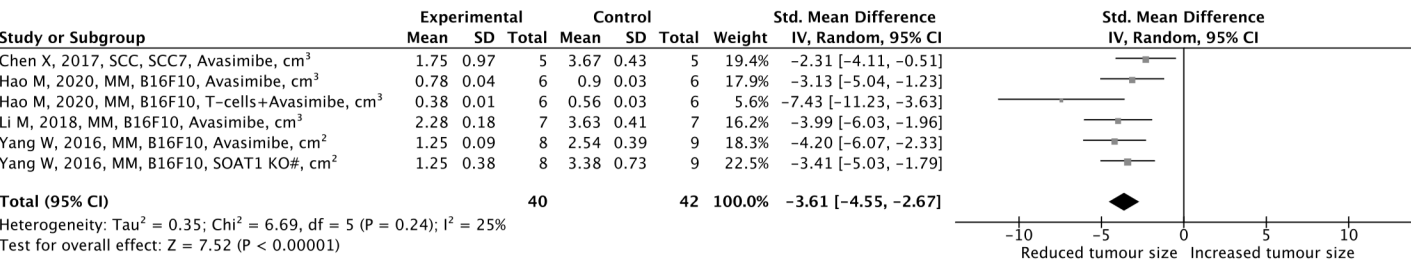 Experimental Control Std. Mean Difference Std. Mean Difference
Study or Subgroup Mean SD Total Mean SD Total Weight IV, Random, 95% CI IV, Random, 95% CI
Chen X, 2017, SCC, SCC7, Avasimibe, cm³ 1.75 0.97 5 3.67 0.43 5 19.4% −2.31 [−4.11, −0.51]
Hao M, 2020, MM, B16F10, Avasimibe, cm³ 0.78 0.04 6 0.9 0.03 6 17.9% −3.13 [−5.04, −1.23]
Hao M, 2020, MM, B16F10, T-cells+Avasimibe, cm³ 0.38 0.01 6 0.56 0.03 6 5.6% −7.43 [−11.23, −3.63]
Li M, 2018, MM, B16F10, Avasimibe, cm³ 2.28 0.18 7 3.63 0.41 7 16.2% −3.99 [−6.03, −1.96]
Yang W, 2016, MM, B16F10, Avasimibe, cm² 1.25 0.09 8 2.54 0.39 9 18.3% −4.20 [−6.07, −2.33]
Yang W, 2016, MM, B16F10, SOAT1 KO#, cm² 1.25 0.38 8 3.38 0.73 9 22.5% −3.41 [−5.03, −1.79]
Total (95% CI) 40 42 100.0% −3.61 [−4.55, −2.67]
Heterogeneity: Tau² = 0.35; Chi² = 6.69, df = 5 (P = 0.24); I² = 25%
Test for overall effect: Z = 7.52 (P < 0.00001)
−10 −5 0 5 10
Reduced tumour size Increased tumour size